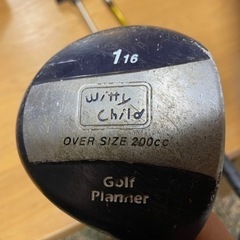 1 16
Witty
Child
OVER SIZE 200cc
Golf
Planner